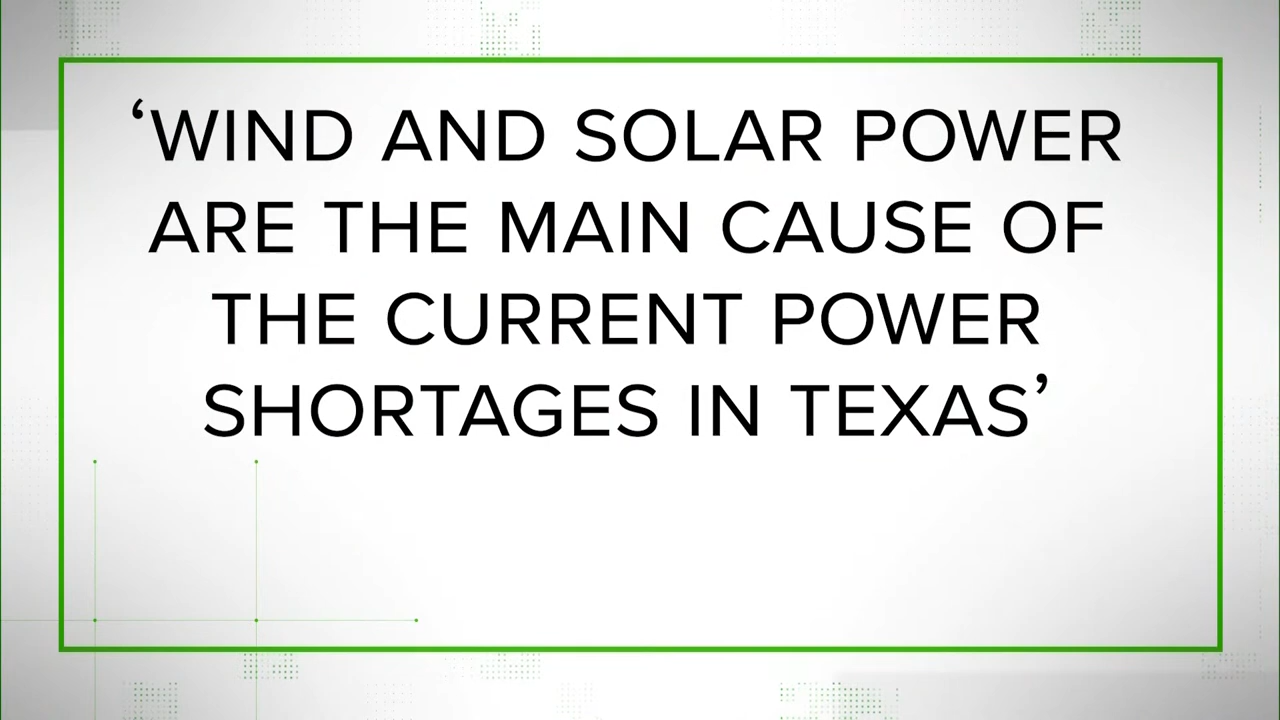 ‘WIND AND SOLAR POWER
ARE THE MAIN CAUSE OF
THE CURRENT POWER
SHORTAGES IN TEXAS’